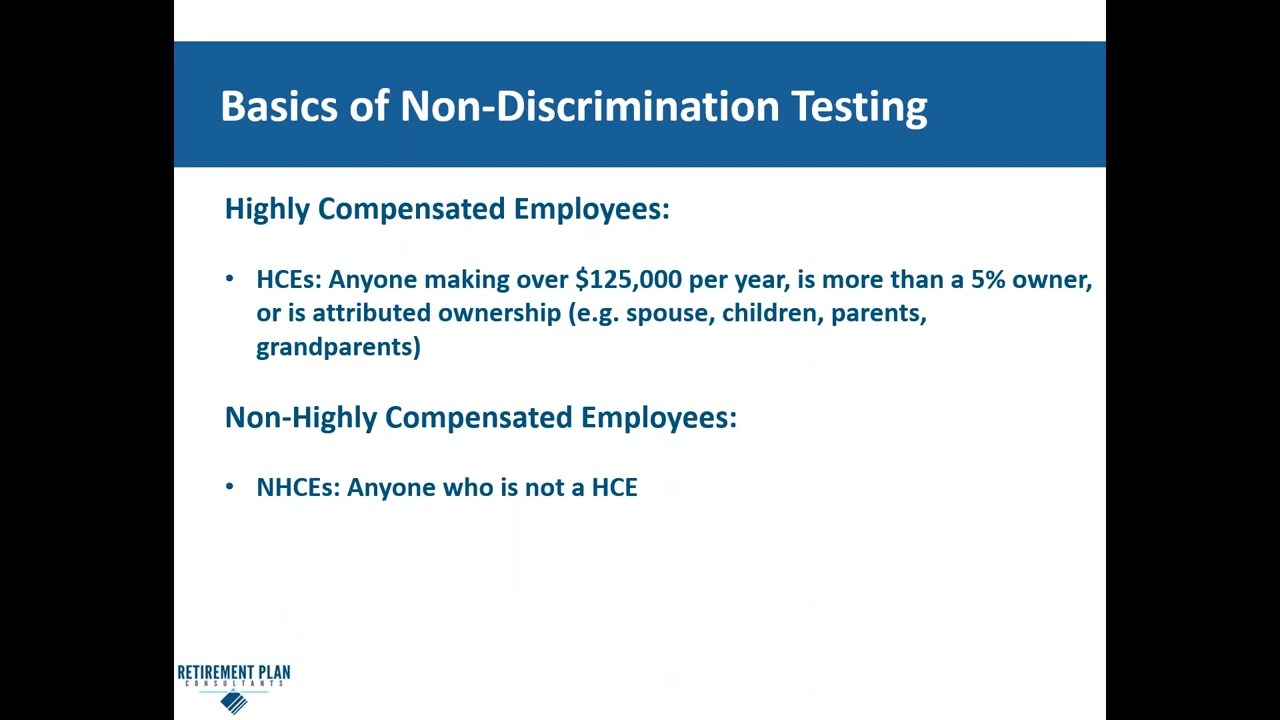 Basics of Non-Discrimination Testing
Highly Compensated Employees:
• HCEs: Anyone making over $125,000 per year, is more than a 5% owner,
or is attributed ownership (e.g. spouse, children, parents,
grandparents)
Non-Highly Compensated Employees:
• NHCEs: Anyone who is not a HCE
RETIREMENT PLAN
CONSULTANTS